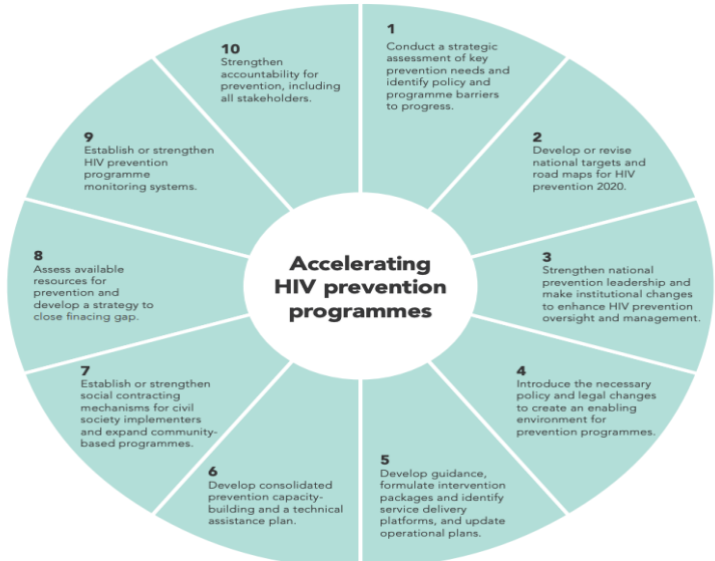 Accelerating
HIV prevention
programmes
1
Conduct a strategic
assessment of key
prevention needs and
identify policy and
programme barriers
to progress.
2
Develop or revise
national targets and
road maps for HIV
prevention 2020.
3
Strengthen national
prevention leadership and
make institutional changes
to enhance HIV prevention
oversight and management.
4
Introduce the necessary
policy and legal changes
to create an enabling
environment for
prevention programmes.
5
Develop guidance,
formulate intervention
packages and identify
service delivery
platforms, and update
operational plans.
6
Develop consolidated
prevention capacity-
building and a technical
assistance plan.
7
Establish or strengthen
social contracting
mechanisms for civil
society implementers
and expand community-
based programmes.
8
Assess available
resources for
prevention and
develop a strategy to
close finacing gap.
9
Establish or strengthen
HIV prevention
programme
monitoring systems.
10
Strengthen
accountability for
prevention, including
all stakeholders.